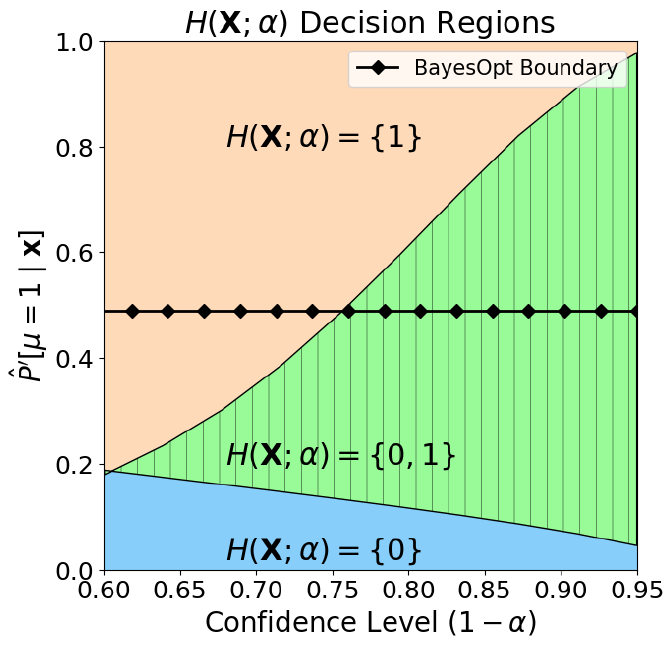 H(X; α) Decision Regions
BayesOpt Boundary
H(X; α) = {1}
H(X; α) = {0, 1}
H(X; α) = {0}
P̂′[μ = 1 | x]
1.0
0.8
0.6
0.4
0.2
0.0
0.60 0.65 0.70 0.75 0.80 0.85 0.90 0.95
Confidence Level (1 − α)